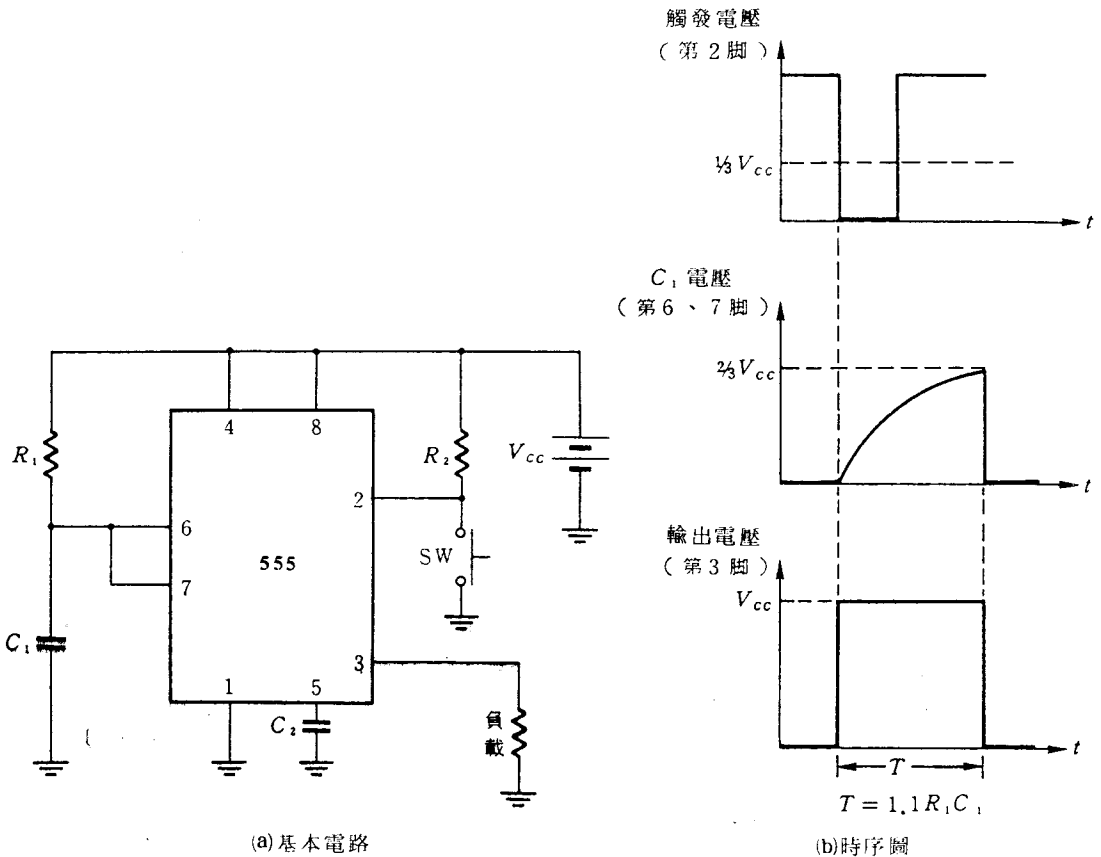 觸發電壓
(第2脚)
⅓Vcc
t
C₁電壓
(第6、7脚)
⅔Vcc
t
輸出電壓
(第3脚)
Vcc
t
T
T = 1.1R₁C₁
(b)時序圖
4
8
R₁
R₂
Vcc
2
6
555
SW
7
C₁
3
1
5
C₂
負載
(a)基本電路